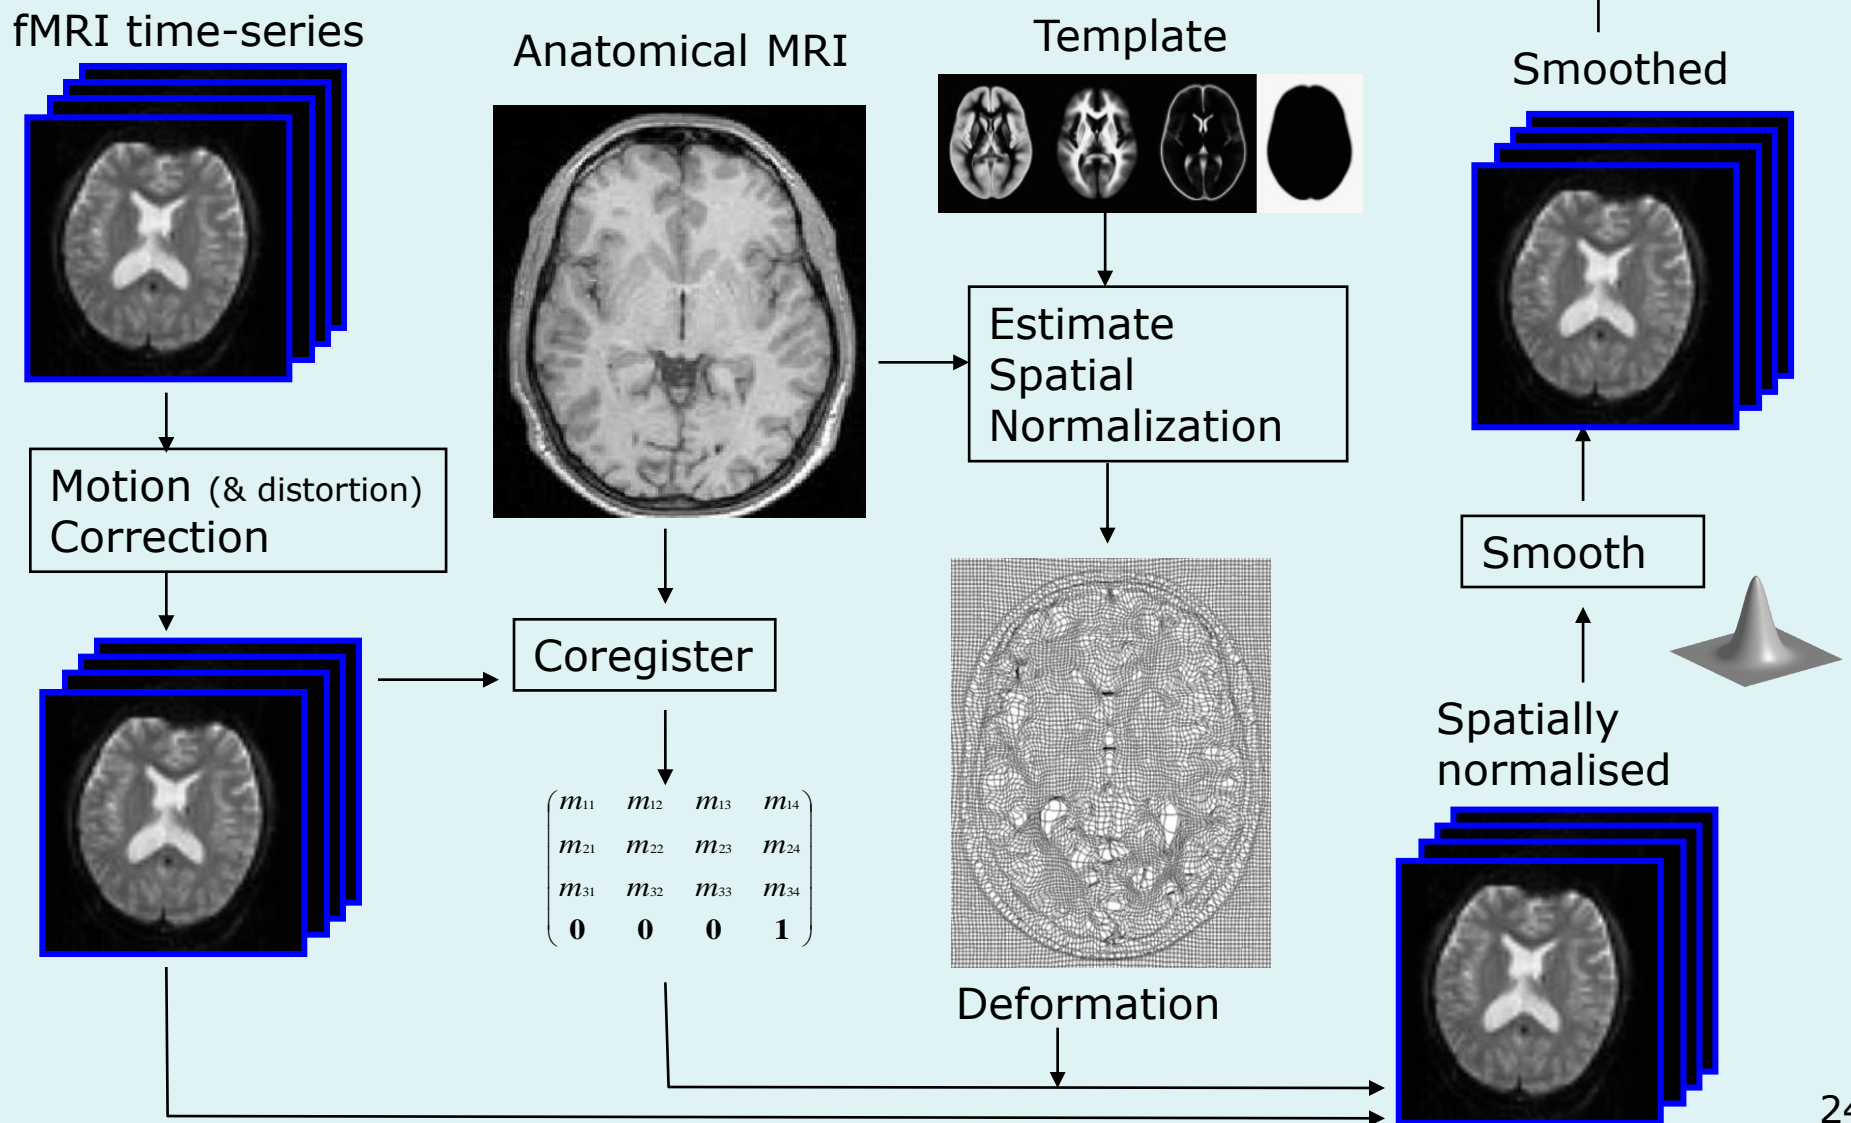 fMRI time-series
Anatomical MRI
Template
Smoothed
Estimate
Spatial
Normalization
Motion (& distortion)
Correction
Smooth
Coregister
Spatially
normalised
m11 m12 m13 m14
m21 m22 m23 m24
m31 m32 m33 m34
0 0 0 1
Deformation
24